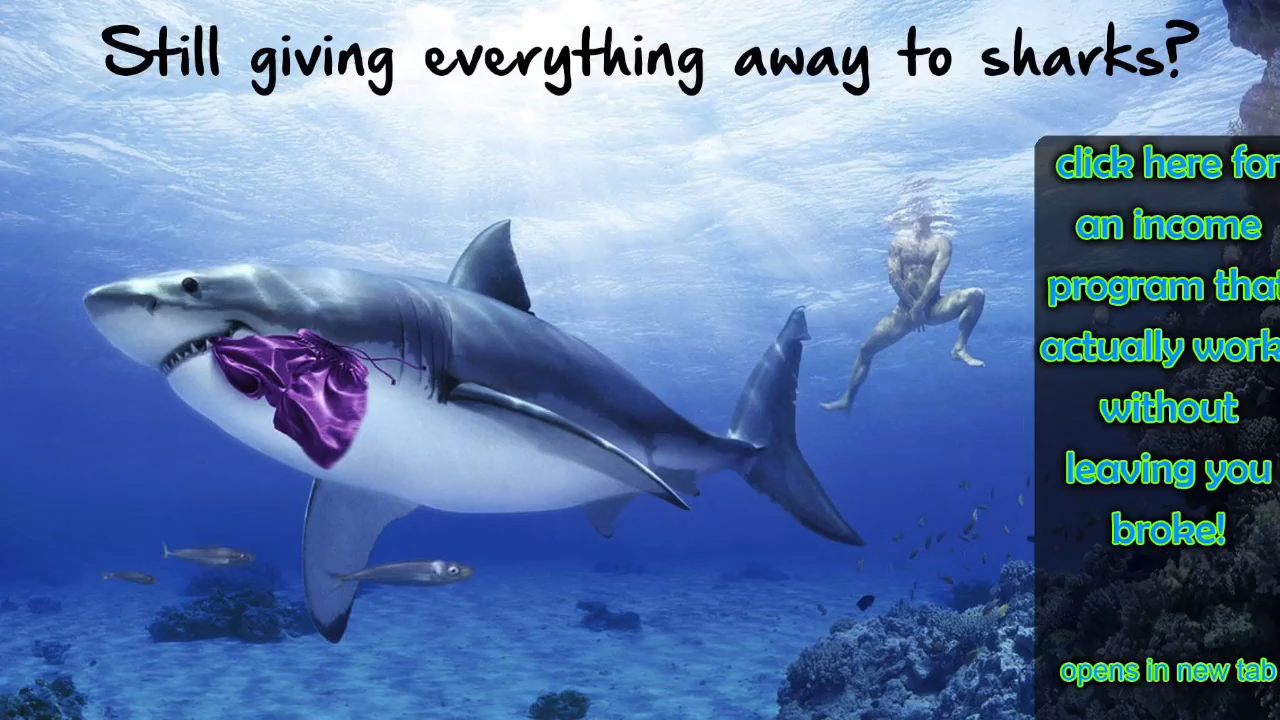 Still giving everything away to sharks?
click here for
an income
program that
actually work
without
leaving you
broke!
opens in new tab